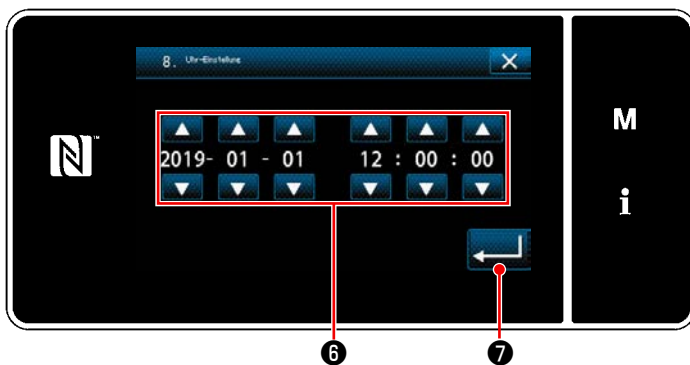 8. Uhr-Einstellung
2019- 01 - 01 12 : 00 : 00
M
i
❻ ❼